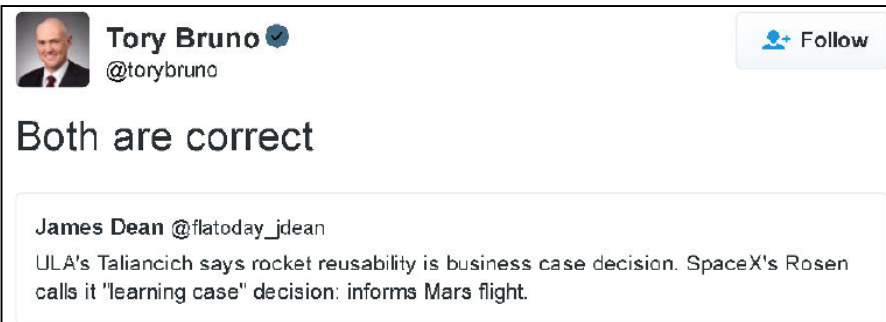 Tory Bruno
@torybruno
Follow
Both are correct
James Dean @flatoday_jdean
ULA's Taliancich says rocket reusability is business case decision. SpaceX's Rosen
calls it "learning case" decision: informs Mars flight.